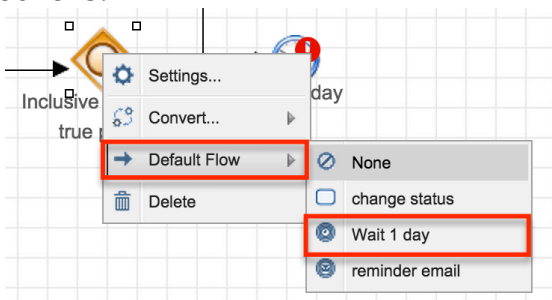 Settings...
Inclusive
day
Convert...
true
Default Flow
None
Delete
change status
Wait 1 day
reminder email